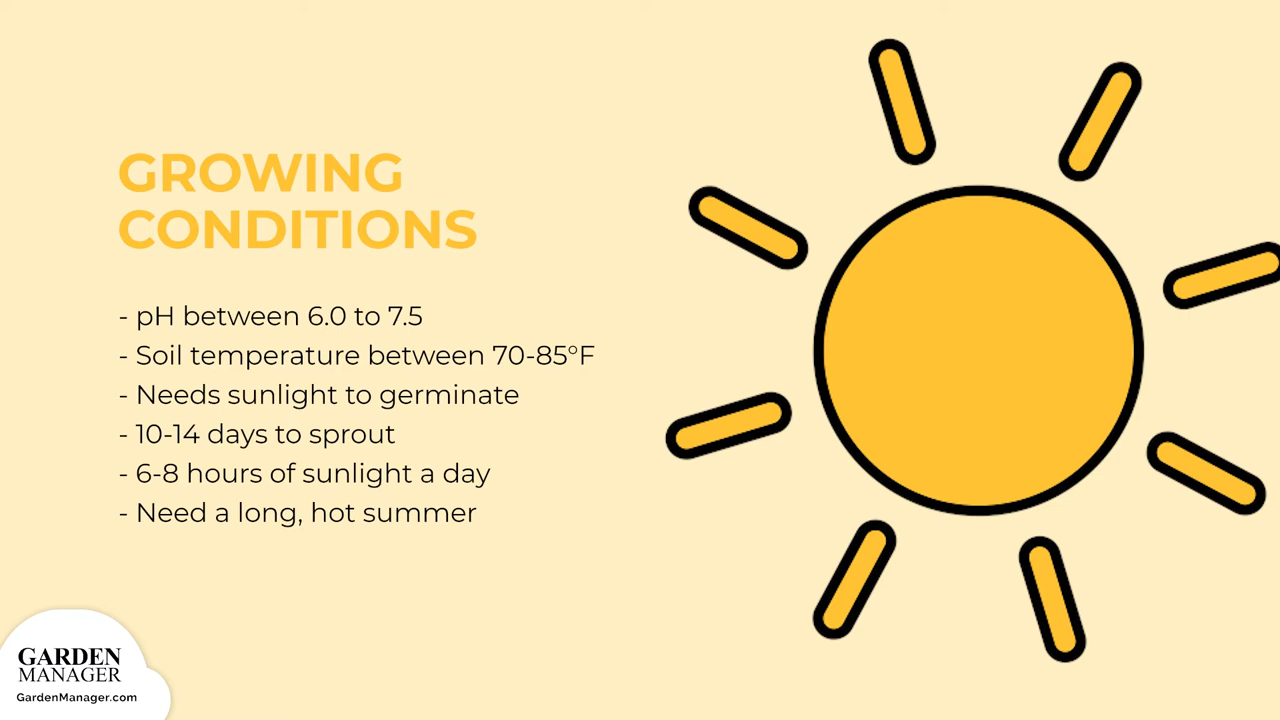 GROWING
CONDITIONS
- pH between 6.0 to 7.5
- Soil temperature between 70-85°F
- Needs sunlight to germinate
- 10-14 days to sprout
- 6-8 hours of sunlight a day
- Need a long, hot summer
GARDEN
MANAGER
GardenManager.com